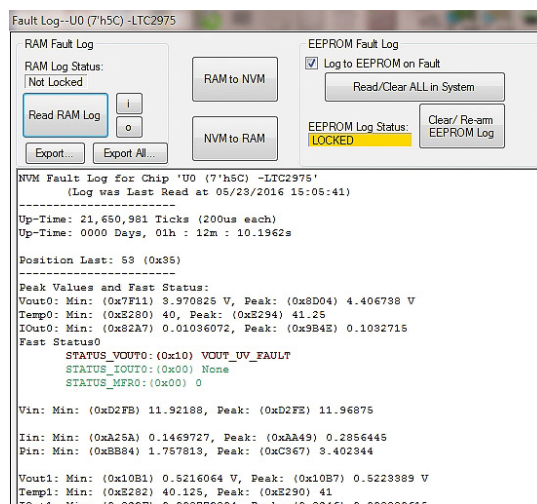 Fault Log--U0 (7'h5C) -LTC2975
RAM Fault Log
RAM Log Status:
Not Locked
Read RAM Log
i
o
Export...
Export All...
RAM to NVM
NVM to RAM
EEPROM Fault Log
Log to EEPROM on Fault
Read/Clear ALL in System
EEPROM Log Status:
LOCKED
Clear/ Re-arm
EEPROM Log
NVM Fault Log for Chip 'U0 (7'h5C) -LTC2975'
(Log was Last Read at 05/23/2016 15:05:41)
------------------------
Up-Time: 21,650,981 Ticks (200us each)
Up-Time: 0000 Days, 01h : 12m : 10.1962s
Position Last: 53 (0x35)
------------------------
Peak Values and Fast Status:
Vout0: Min: (0x7F11) 3.970825 V, Peak: (0x8D04) 4.406738 V
Temp0: Min: (0xE280) 40, Peak: (0xE294) 41.25
IOut0: Min: (0x82A7) 0.01036072, Peak: (0x9B4E) 0.1032715
Fast Status0
STATUS_VOUT0:(0x10) VOUT_UV_FAULT
STATUS_IOUT0:(0x00) None
STATUS_MFR0:(0x00) 0
Vin: Min: (0xD2FB) 11.92188, Peak: (0xD2FE) 11.96875
Iin: Min: (0xA25A) 0.1469727, Peak: (0xAA49) 0.2856445
Pin: Min: (0xBB84) 1.757813, Peak: (0xC367) 3.402344
Vout1: Min: (0x10B1) 0.5216064 V, Peak: (0x10B7) 0.5223389 V
Temp1: Min: (0xE282) 40.125, Peak: (0xE290) 41